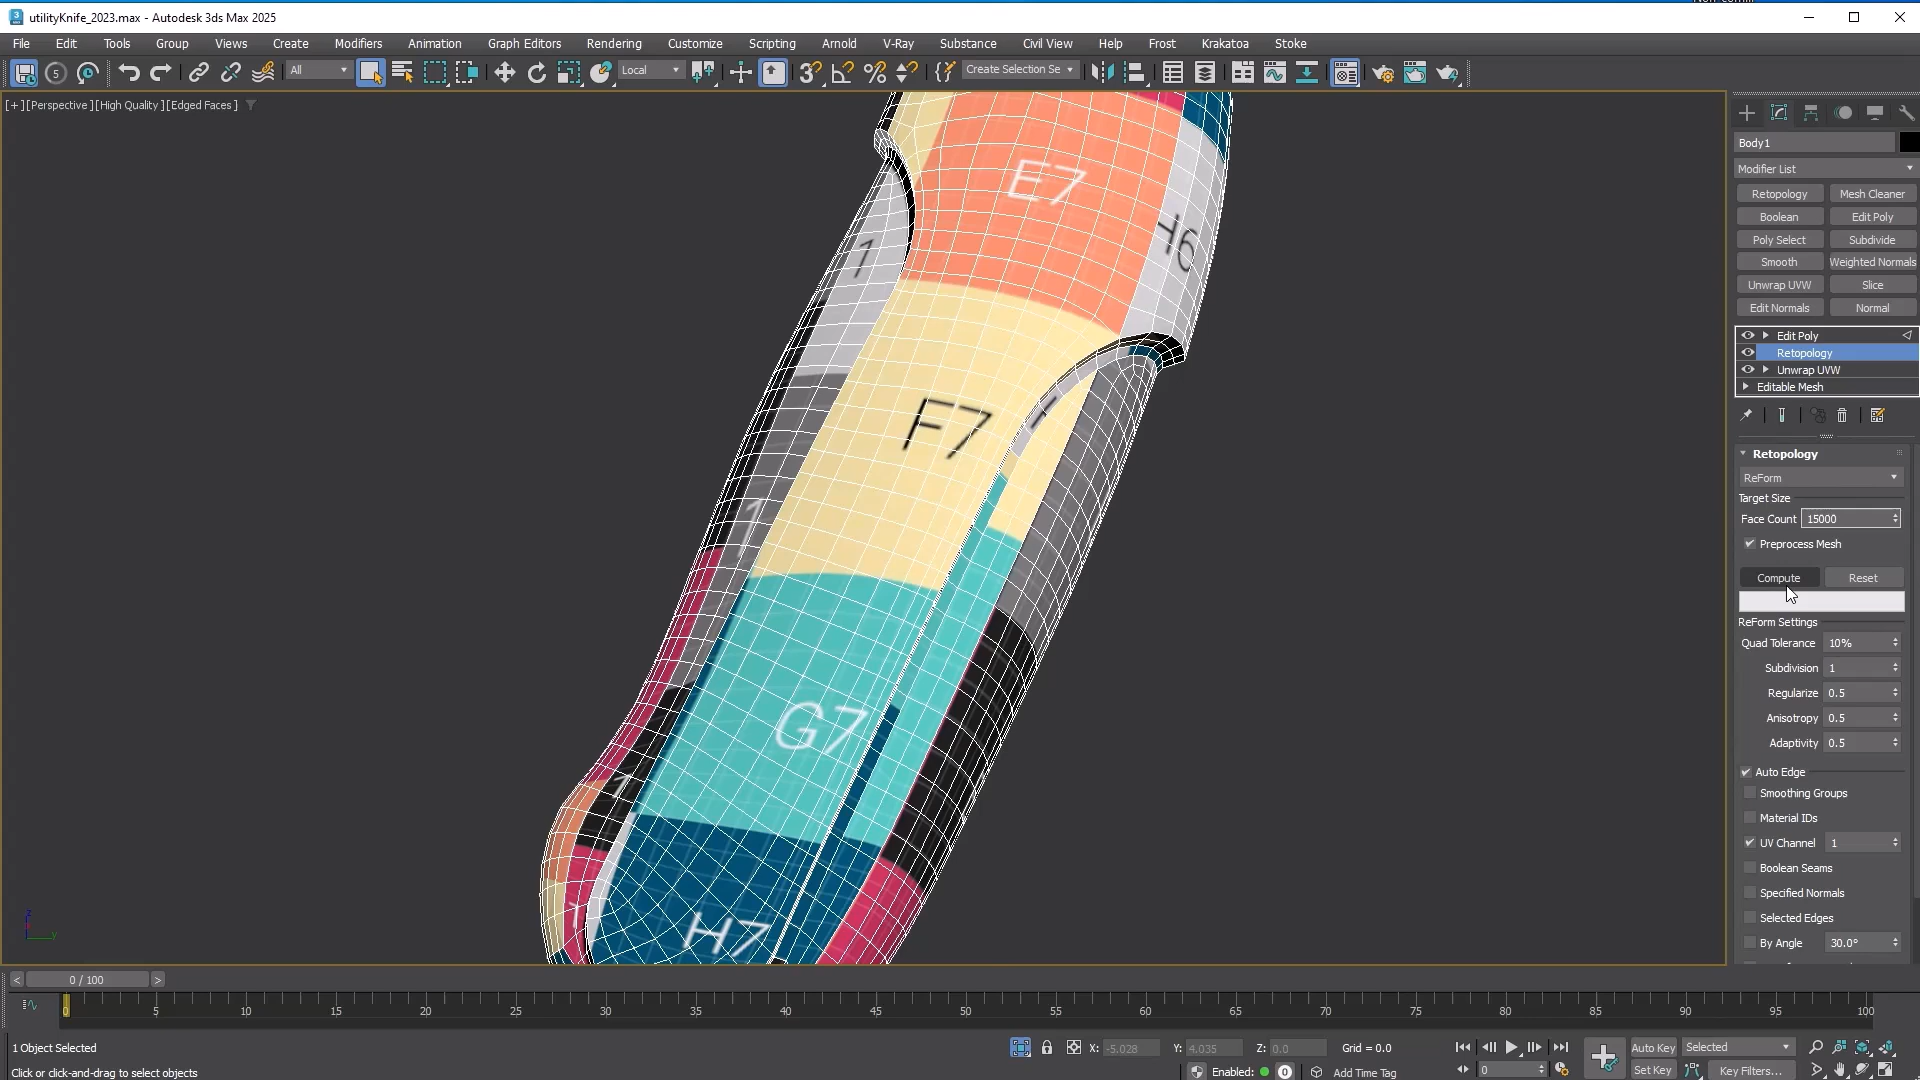 utilityKnife_2023.max - Autodesk 3ds Max 2025
File Edit Tools Group Views Create Modifiers Animation Graph Editors Rendering Customize Scripting Arnold V-Ray Substance Civil View Help Frost Krakatoa Stoke
5 All Local Create Selection Se
[+] [Perspective ] [High Quality ] [Edged Faces ]
Body1
Modifier List
Retopology Mesh Cleaner
Boolean Edit Poly
Poly Select Subdivide
Smooth Weighted Normals
Unwrap UVW Slice
Edit Normals Normal
Edit Poly
Retopology
Unwrap UVW
Editable Mesh
Retopology
ReForm
Target Size
Face Count 15000
Preprocess Mesh
Compute Reset
ReForm Settings
Quad Tolerance 10%
Subdivision 1
Regularize 0.5
Anisotropy 0.5
Adaptivity 0.5
Auto Edge
Smoothing Groups
Material IDs
UV Channel 1
Boolean Seams
Specified Normals
Selected Edges
By Angle 30.0°
E7
H6
1
F7
1
G7
1
H7
1
< 0 / 100 >
0 5 10 15 20 25 30 35 40 45 50 55 60 65 70 75 80 85 90 95 100
1 Object Selected
Click or click-and-drag to select objects
X: -5.028 Y: 4.035 Z: 0.0 Grid = 0.0
Enabled: 0 Add Time Tag
0
Auto Key Selected
Set Key Key Filters...